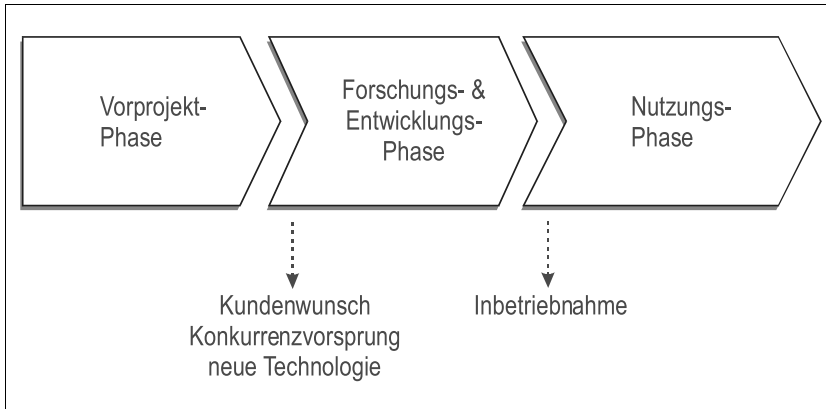 Vorprojekt-
Phase
Forschungs- &
Entwicklungs-
Phase
Nutzungs-
Phase
Kundenwunsch
Konkurrenzvorsprung
neue Technologie
Inbetriebnahme